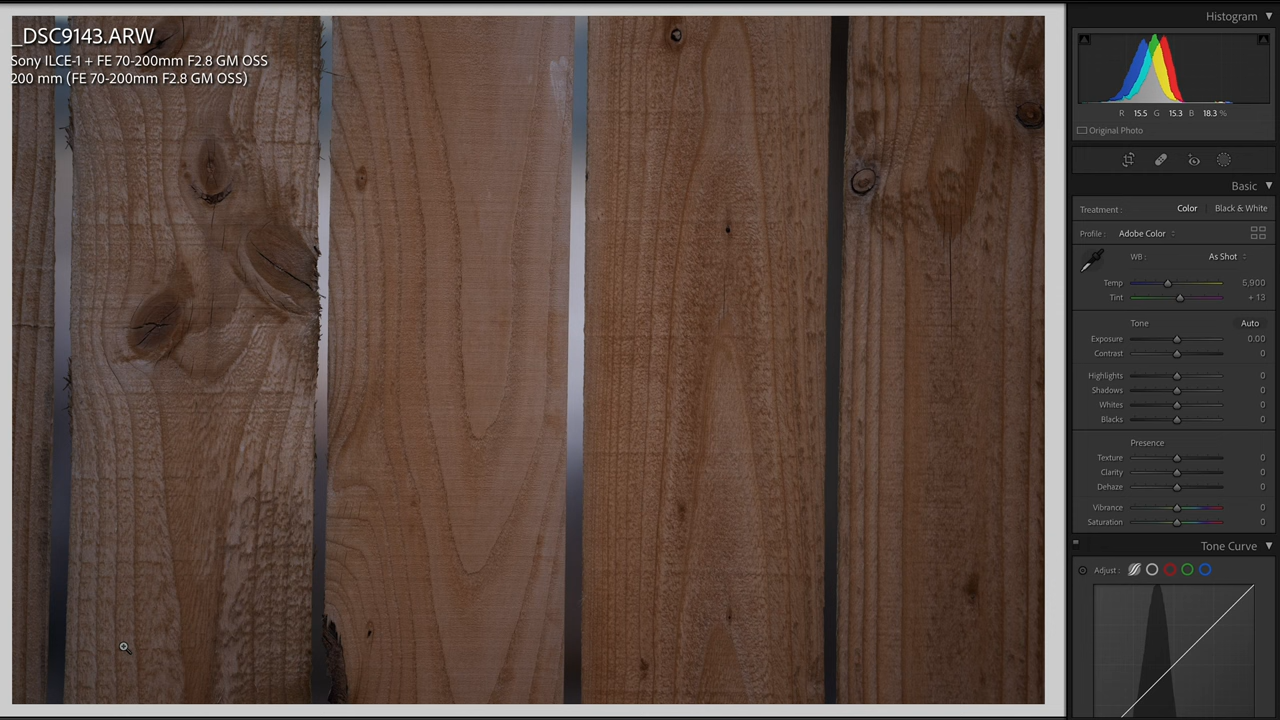 _DSC9143.ARW
Sony ILCE-1 + FE 70-200mm F2.8 GM OSS
200 mm (FE 70-200mm F2.8 GM OSS)
Histogram
R 15.5 G 15.3 B 18.3 %
Original Photo
Basic
Treatment : Color Black & White
Profile : Adobe Color
WB : As Shot
Temp 5,900
Tint + 13
Tone Auto
Exposure 0.00
Contrast 0
Highlights 0
Shadows 0
Whites 0
Blacks 0
Presence
Texture 0
Clarity 0
Dehaze 0
Vibrance 0
Saturation 0
Tone Curve
Adjust :